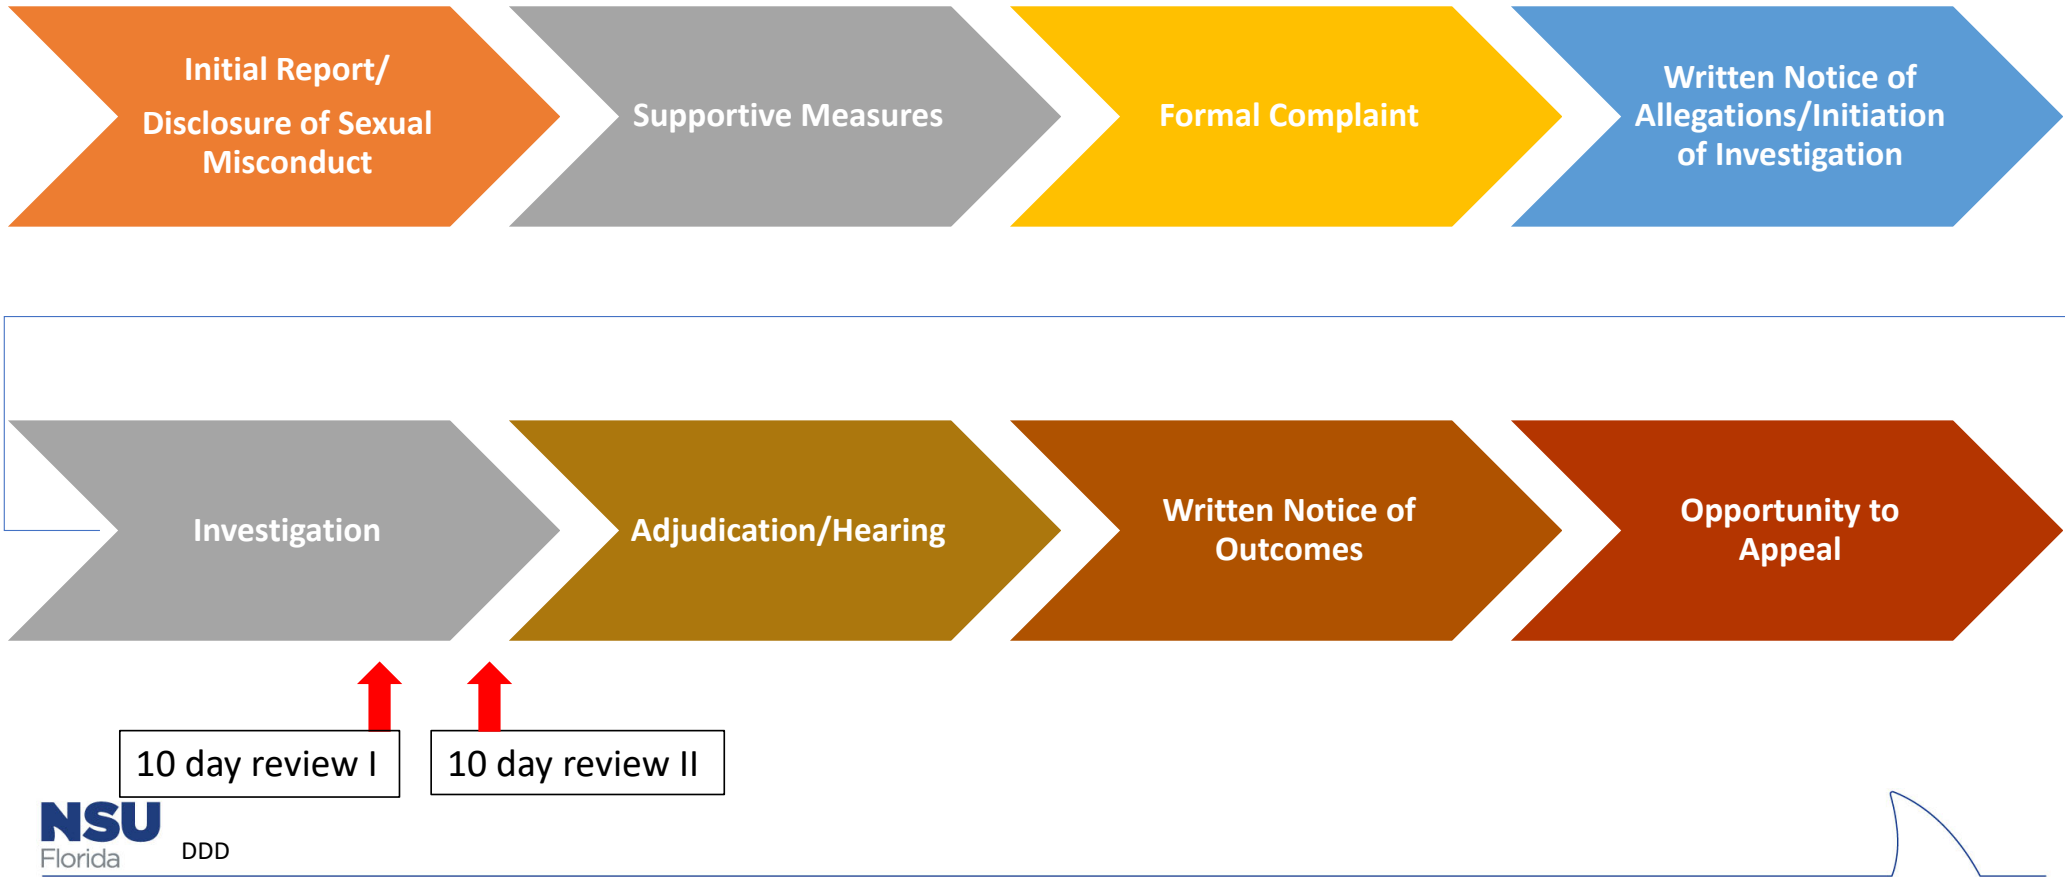 Initial Report/
Disclosure of Sexual
Misconduct
Supportive Measures
Formal Complaint
Written Notice of
Allegations/Initiation
of Investigation
Investigation
Adjudication/Hearing
Written Notice of
Outcomes
Opportunity to
Appeal
10 day review I
10 day review II
NSU
Florida
DDD